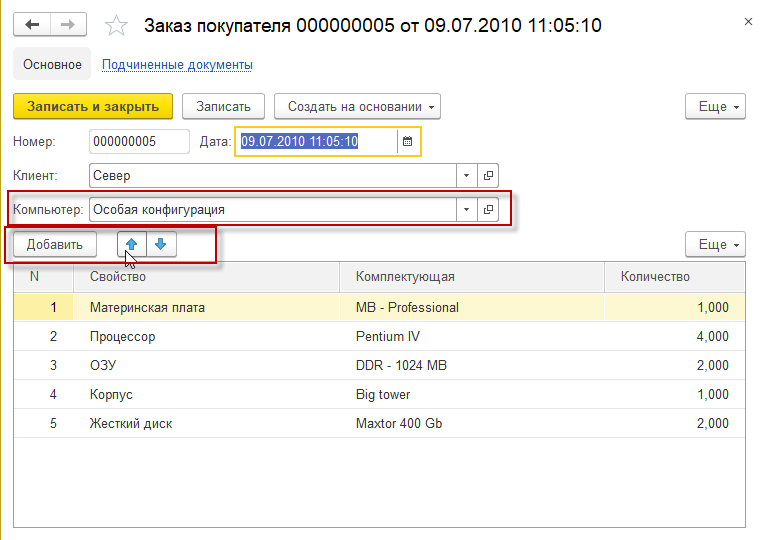 Заказ покупателя 000000005 от 09.07.2010 11:05:10
Основное Подчиненные документы
Записать и закрыть Записать Создать на основании Еще
Номер: 000000005 Дата: 09.07.2010 11:05:10
Клиент: Север
Компьютер: Особая конфигурация
Добавить Еще
N Свойство Комплектующая Количество
1 Материнская плата MB - Professional 1,000
2 Процессор Pentium IV 4,000
3 ОЗУ DDR - 1024 MB 2,000
4 Корпус Big tower 1,000
5 Жесткий диск Maxtor 400 Gb 2,000